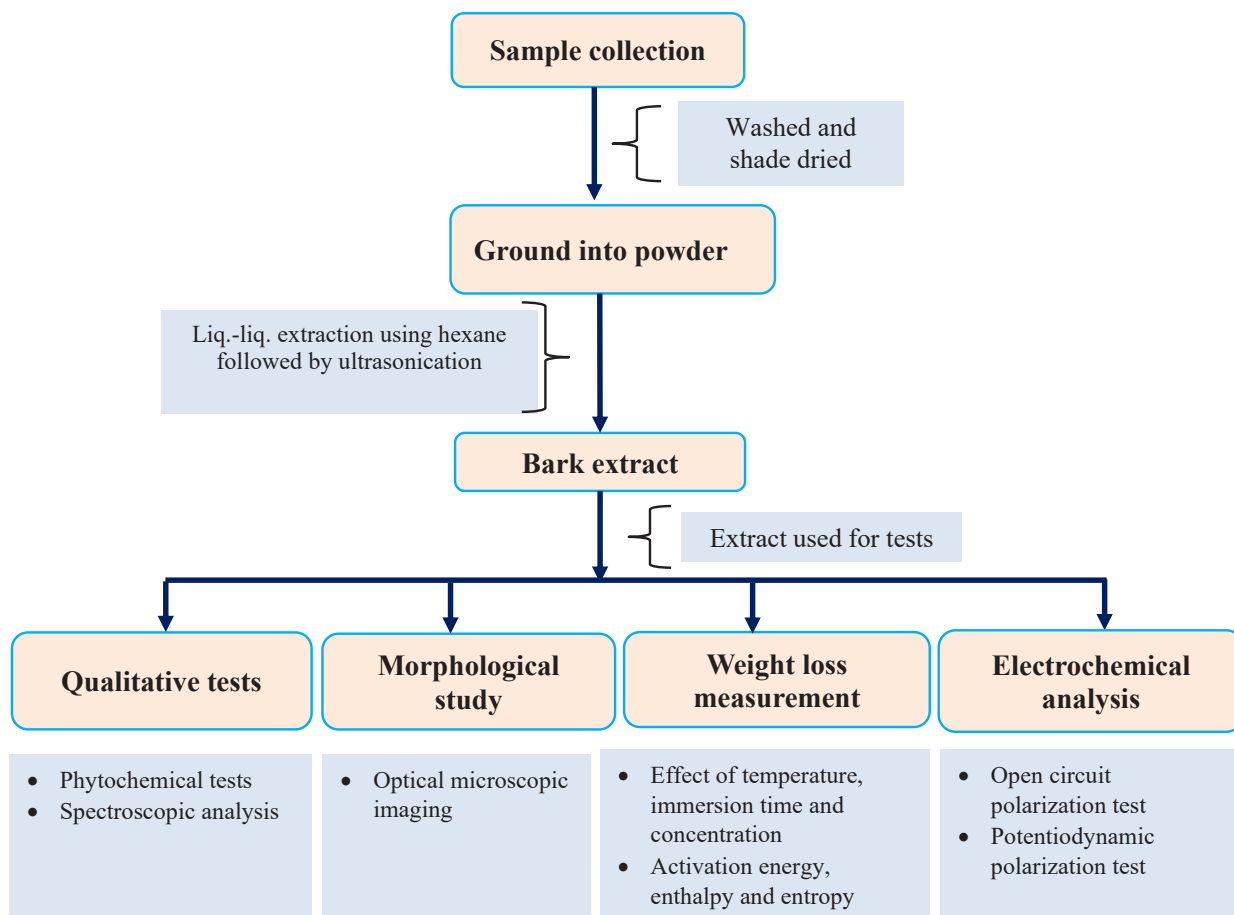 Sample collection
Washed and
shade dried
Ground into powder
Liq.-liq. extraction using hexane
followed by ultrasonication
Bark extract
Extract used for tests
Qualitative tests
Morphological
study
Weight loss
measurement
Electrochemical
analysis
• Phytochemical tests
• Spectroscopic analysis
• Optical microscopic
imaging
• Effect of temperature,
immersion time and
concentration
• Activation energy,
enthalpy and entropy
• Open circuit
polarization test
• Potentiodynamic
polarization test